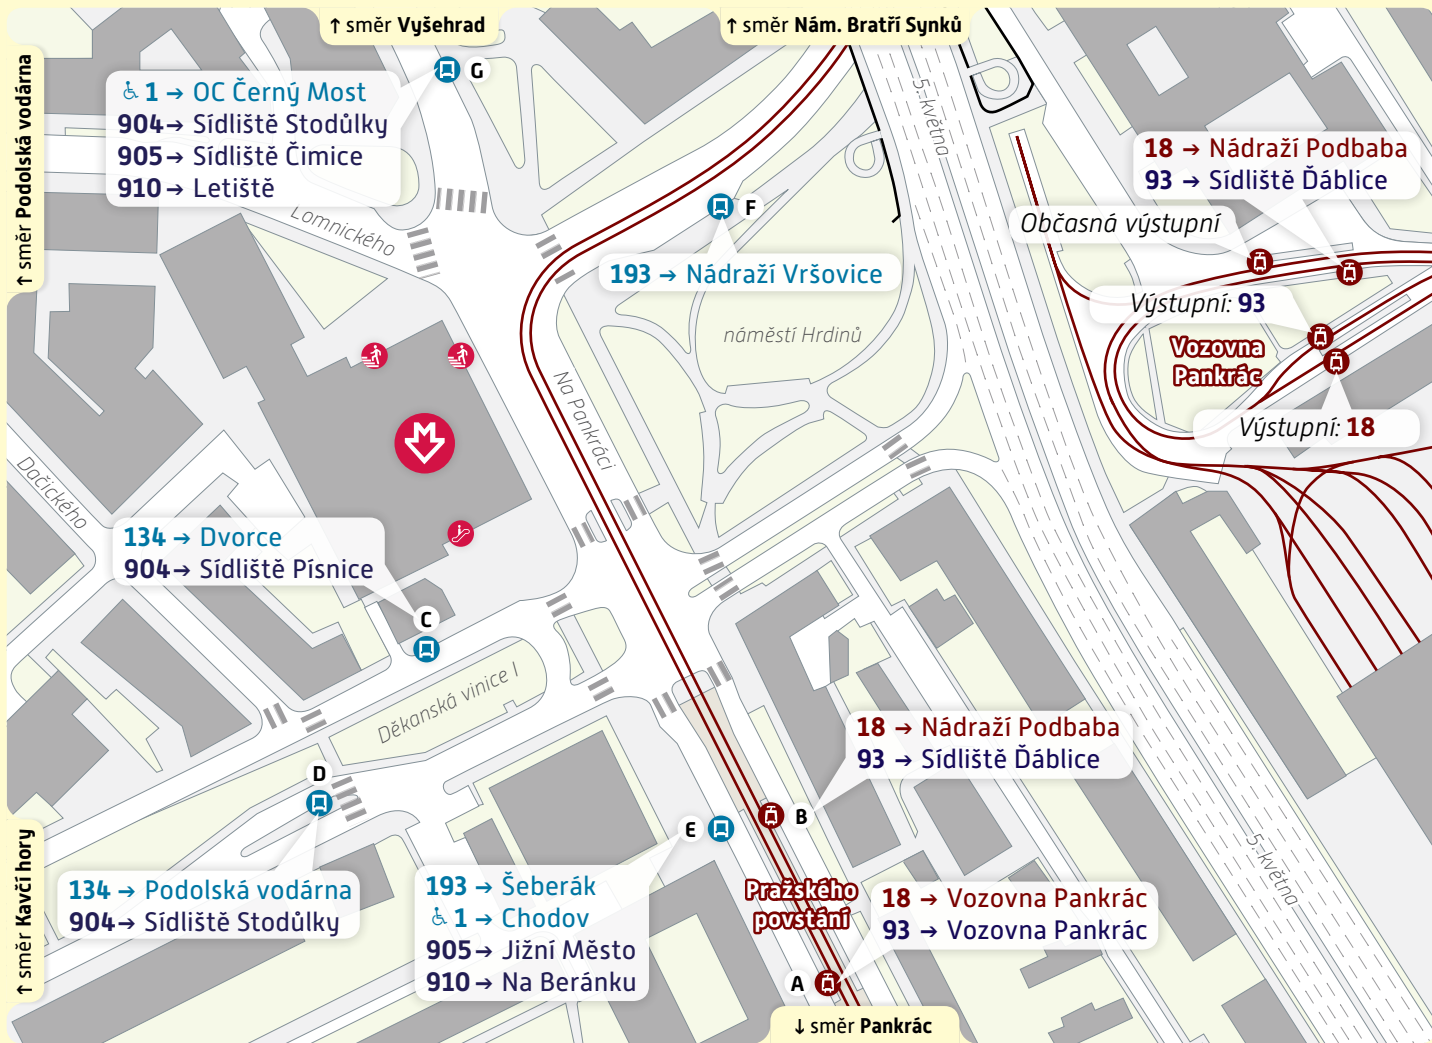 ↑ směr Vyšehrad
↑ směr Nám. Bratří Synků
↑ směr Podolská vodárna
G
♿ 1 → OC Černý Most
904 → Sídliště Stodůlky
905 → Sídliště Čimice
910 → Letiště
5. května
18 → Nádraží Podbaba
93 → Sídliště Ďáblice
Lomnického
F
Občasná výstupní
193 → Nádraží Vršovice
Výstupní: 93
náměstí Hrdinů
Vozovna
Pankrác
Na Pankráci
M
Výstupní: 18
Dačického
134 → Dvorce
904 → Sídliště Písnice
C
Děkanská vinice I
18 → Nádraží Podbaba
93 → Sídliště Ďáblice
D
B
E
↑ směr Kavčí hory
134 → Podolská vodárna
904 → Sídliště Stodůlky
193 → Šeberák
♿ 1 → Chodov
905 → Jižní Město
910 → Na Beránku
Pražského
povstání
18 → Vozovna Pankrác
93 → Vozovna Pankrác
5. května
A
↓ směr Pankrác